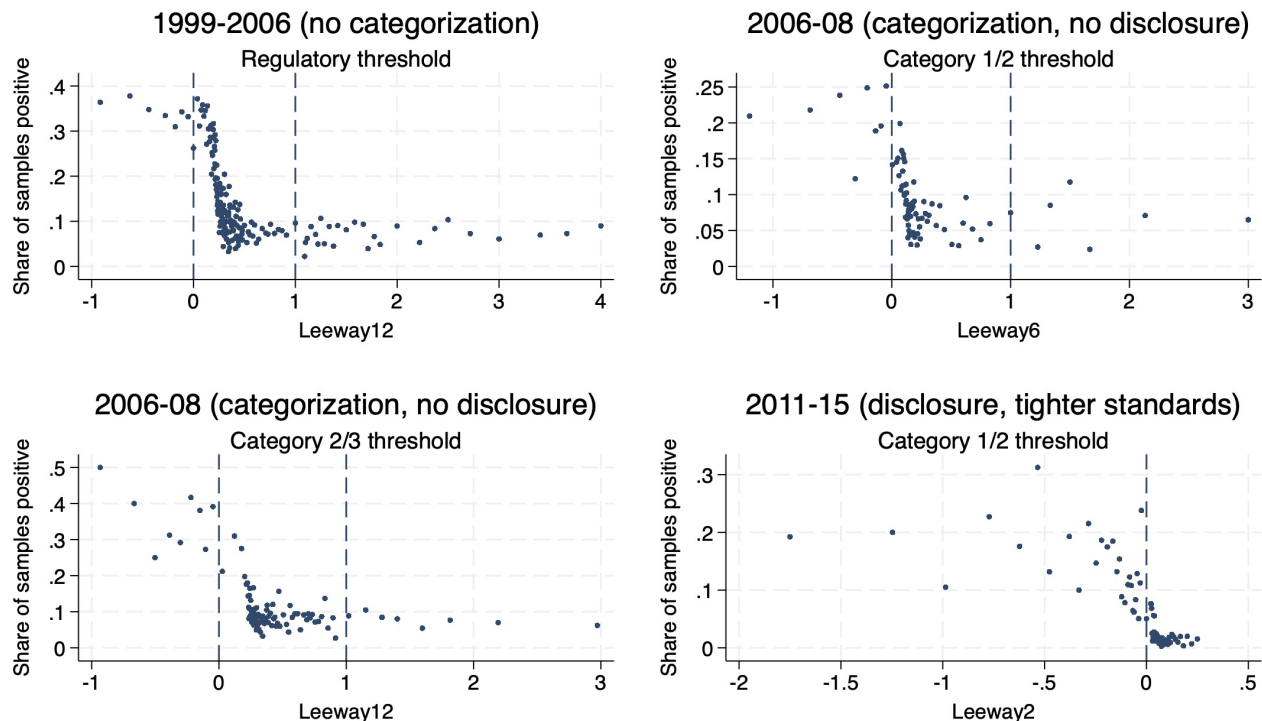 1999-2006 (no categorization)
Regulatory threshold
Share of samples positive
.4
.3
.2
.1
0
-1 0 1 2 3 4
Leeway12
2006-08 (categorization, no disclosure)
Category 1/2 threshold
Share of samples positive
.25
.2
.15
.1
.05
0
-1 0 1 2 3
Leeway6
2006-08 (categorization, no disclosure)
Category 2/3 threshold
Share of samples positive
.5
.4
.3
.2
.1
0
-1 0 1 2 3
Leeway12
2011-15 (disclosure, tighter standards)
Category 1/2 threshold
Share of samples positive
.3
.2
.1
0
-2 -1.5 -1 -.5 0 .5
Leeway2